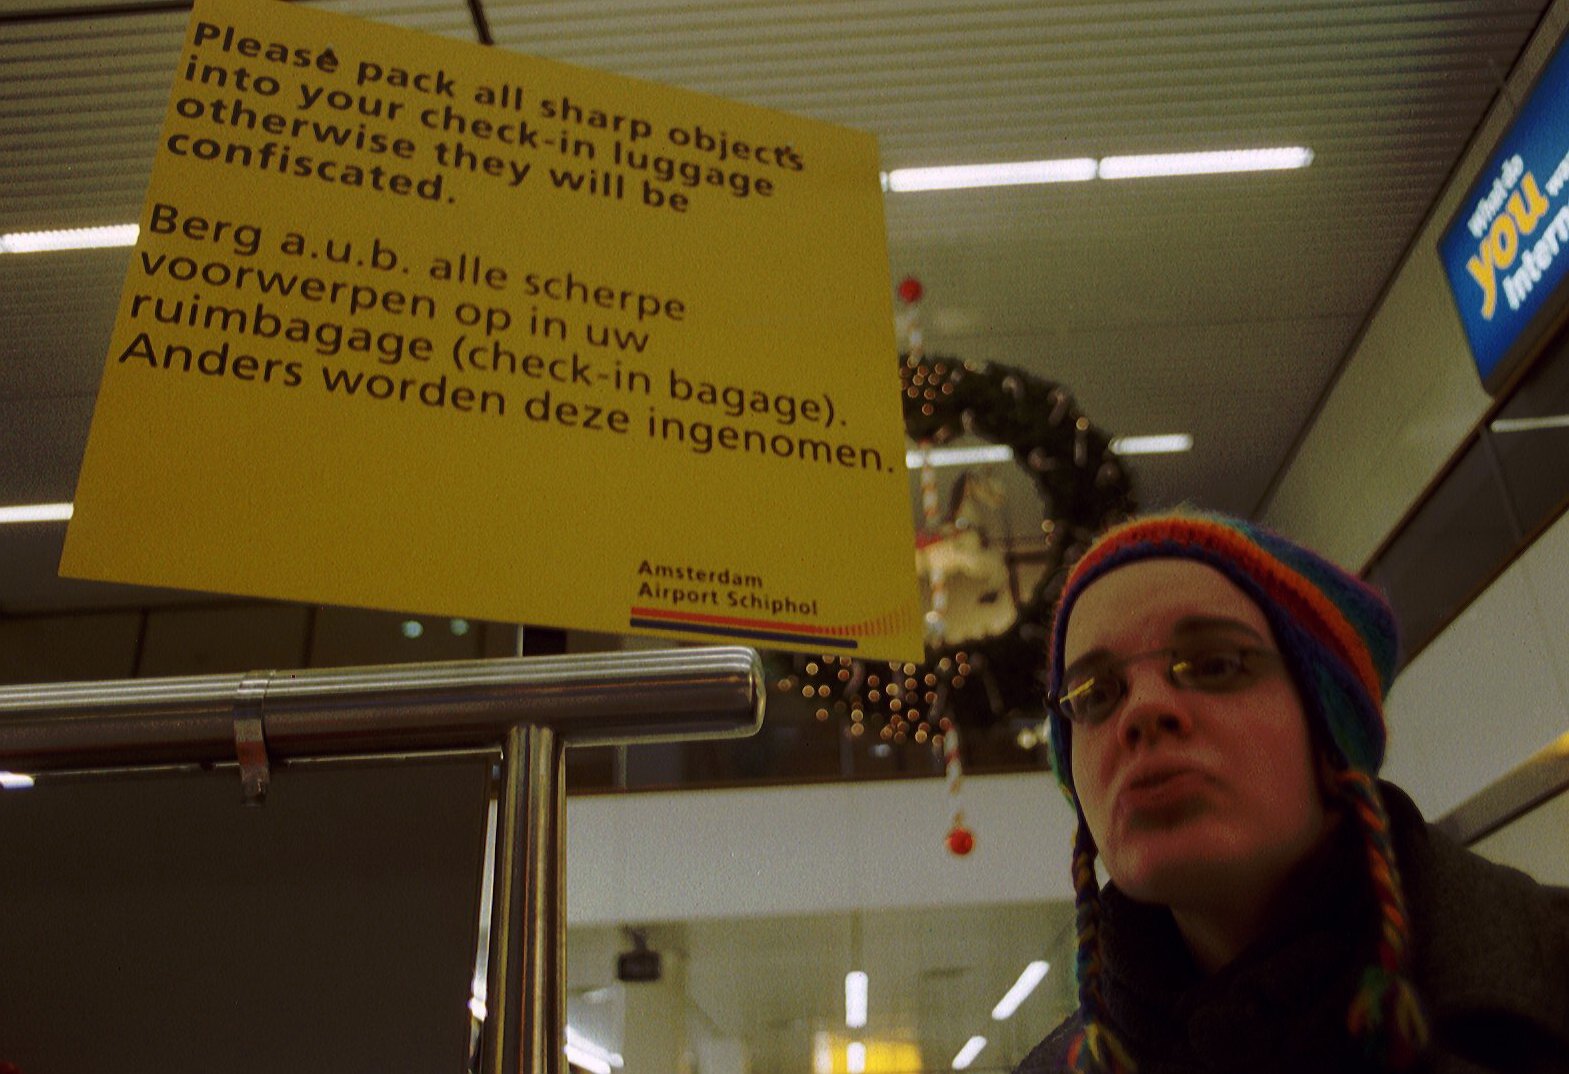 Please pack all sharp objects
into your check-in luggage
otherwise they will be
confiscated.
Berg a.u.b. alle scherpe
voorwerpen op in uw
ruimbagage (check-in bagage).
Anders worden deze ingenomen.
Amsterdam
Airport Schiphol
What do
you